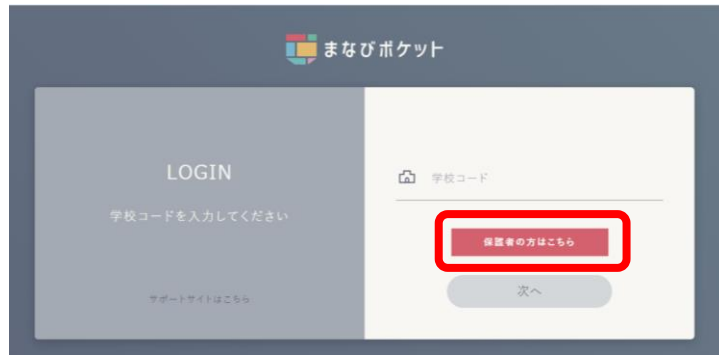 まなびポケット
LOGIN
学校コードを入力してください
サポートサイトはこちら
学校コード
保護者の方はこちら
次へ